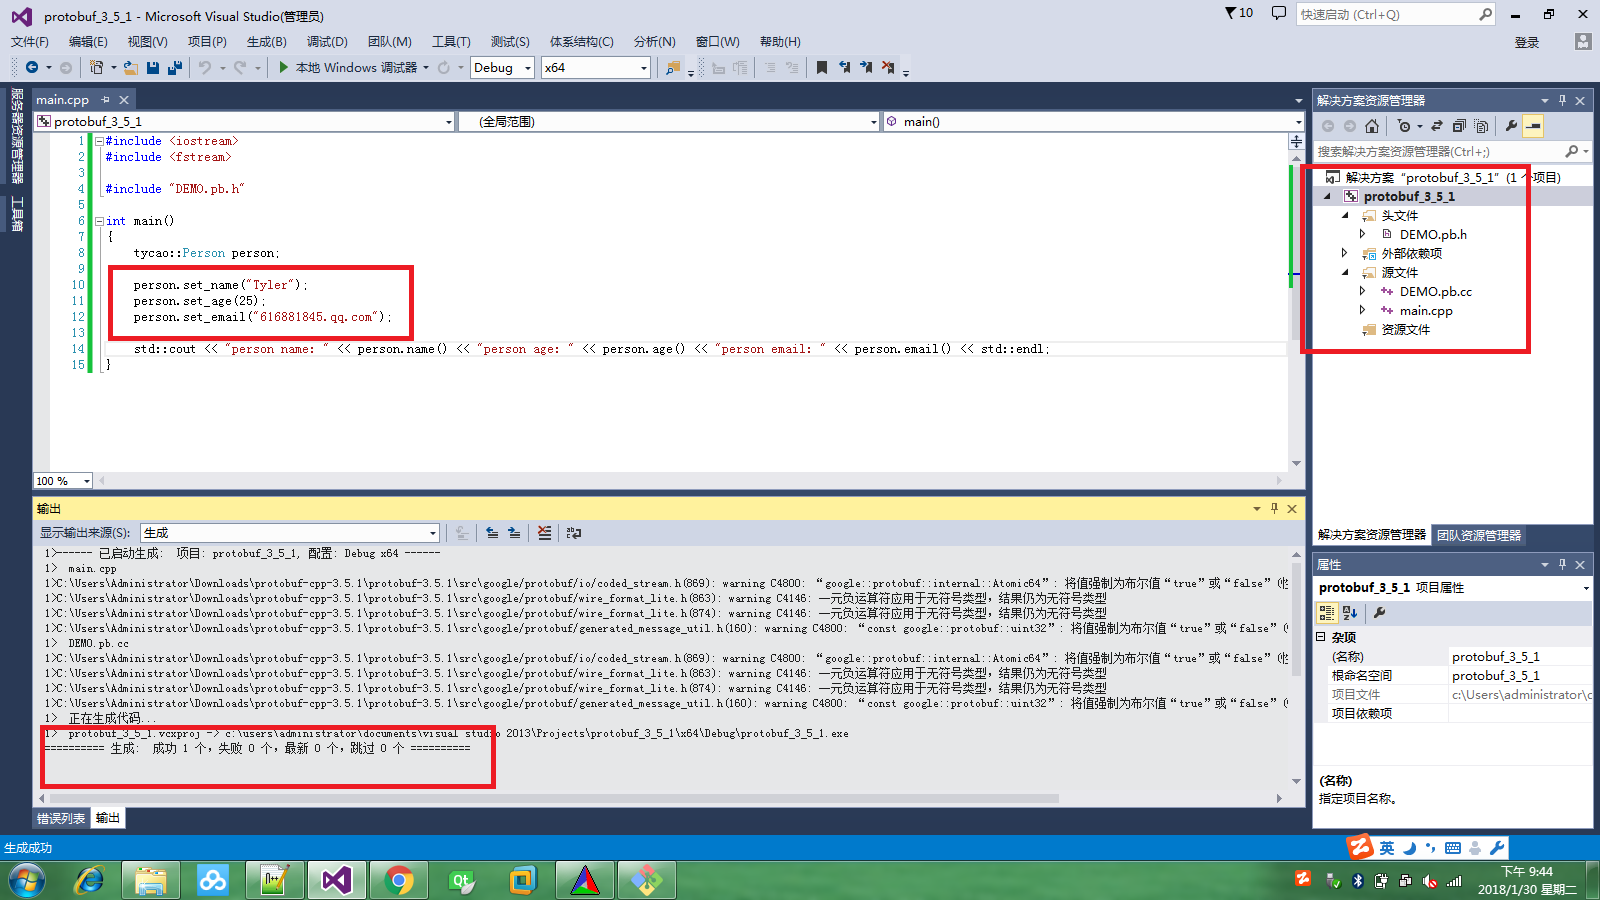 protobuf_3_5_1 - Microsoft Visual Studio(管理员)
10
快速启动 (Ctrl+Q)
文件(F) 编辑(E) 视图(V) 项目(P) 生成(B) 调试(D) 团队(M) 工具(T) 测试(S) 体系结构(C) 分析(N) 窗口(W) 帮助(H)
登录
本地 Windows 调试器 Debug x64
服务器资源管理器
工具箱
main.cpp
protobuf_3_5_1 (全局范围) main()
1 #include <iostream>
2 #include <fstream>
3
4 #include "DEMO.pb.h"
5
6 int main()
7 {
8 tycao::Person person;
9
10 person.set_name("Tyler");
11 person.set_age(25);
12 person.set_email("616881845.qq.com");
13
14 std::cout << "person name: " << person.name() << "person age: " << person.age() << "person email: " << person.email() << std::endl;
15 }
100 %
输出
显示输出来源(S): 生成
1>------ 已启动生成: 项目: protobuf_3_5_1, 配置: Debug x64 ------
1> main.cpp
1>C:\Users\Administrator\Downloads\protobuf-cpp-3.5.1\protobuf-3.5.1\src\google/protobuf/io/coded_stream.h(869): warning C4800: “google::protobuf::internal::Atomic64”: 将值强制为布尔值“true”或“false”
1>C:\Users\Administrator\Downloads\protobuf-cpp-3.5.1\protobuf-3.5.1\src\google/protobuf/wire_format_lite.h(863): warning C4146: 一元负运算符应用于无符号类型，结果仍为无符号类型
1>C:\Users\Administrator\Downloads\protobuf-cpp-3.5.1\protobuf-3.5.1\src\google/protobuf/wire_format_lite.h(874): warning C4146: 一元负运算符应用于无符号类型，结果仍为无符号类型
1>C:\Users\Administrator\Downloads\protobuf-cpp-3.5.1\protobuf-3.5.1\src\google/protobuf/generated_message_util.h(160): warning C4800: “const google::protobuf::uint32”: 将值强制为布尔值“true”或“false”
1> DEMO.pb.cc
1>C:\Users\Administrator\Downloads\protobuf-cpp-3.5.1\protobuf-3.5.1\src\google/protobuf/io/coded_stream.h(869): warning C4800: “google::protobuf::internal::Atomic64”: 将值强制为布尔值“true”或“false”
1>C:\Users\Administrator\Downloads\protobuf-cpp-3.5.1\protobuf-3.5.1\src\google/protobuf/wire_format_lite.h(863): warning C4146: 一元负运算符应用于无符号类型，结果仍为无符号类型
1>C:\Users\Administrator\Downloads\protobuf-cpp-3.5.1\protobuf-3.5.1\src\google/protobuf/wire_format_lite.h(874): warning C4146: 一元负运算符应用于无符号类型，结果仍为无符号类型
1>C:\Users\Administrator\Downloads\protobuf-cpp-3.5.1\protobuf-3.5.1\src\google/protobuf/generated_message_util.h(160): warning C4800: “const google::protobuf::uint32”: 将值强制为布尔值“true”或“false”
1> 正在生成代码...
1> protobuf_3_5_1.vcxproj -> c:\users\administrator\documents\visual studio 2013\Projects\protobuf_3_5_1\x64\Debug\protobuf_3_5_1.exe
========== 生成: 成功 1 个，失败 0 个，最新 0 个，跳过 0 个 ==========
错误列表 输出
解决方案资源管理器
搜索解决方案资源管理器(Ctrl+;)
解决方案“protobuf_3_5_1”(1 个项目)
protobuf_3_5_1
头文件
DEMO.pb.h
外部依赖项
源文件
DEMO.pb.cc
main.cpp
资源文件
解决方案资源管理器 团队资源管理器
属性
protobuf_3_5_1 项目属性
杂项
(名称) protobuf_3_5_1
根命名空间 protobuf_3_5_1
项目文件 c:\Users\administrator\
项目依赖项
(名称)
指定项目名称。
生成成功
英
下午 9:44
2018/1/30 星期二